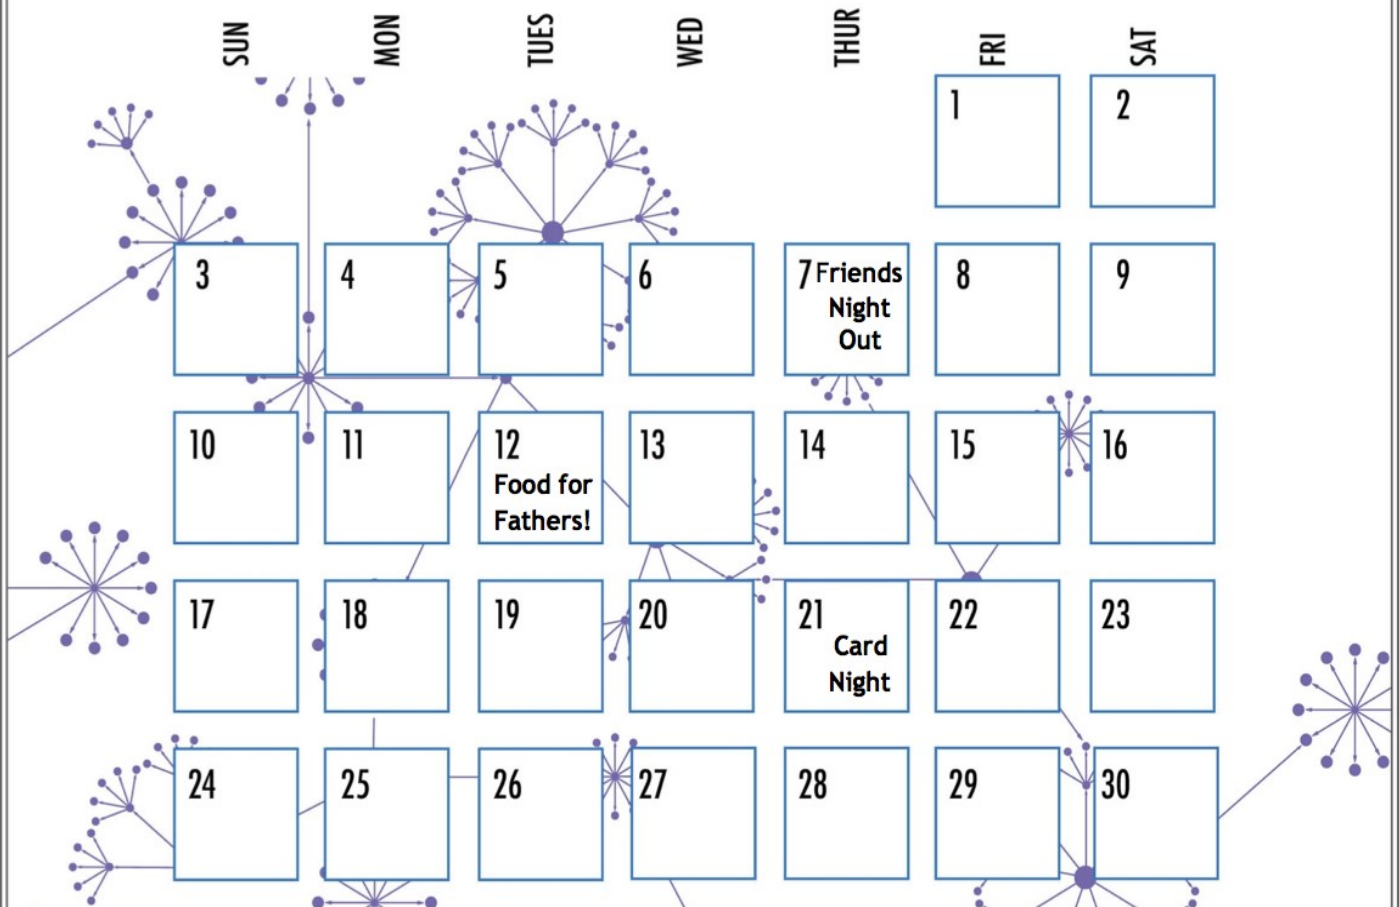 SUN MON TUES WED THUR FRI SAT
1 2
3 4 5 6 7 Friends Night Out 8 9
10 11 12 Food for Fathers! 13 14 15 16
17 18 19 20 21 Card Night 22 23
24 25 26 27 28 29 30